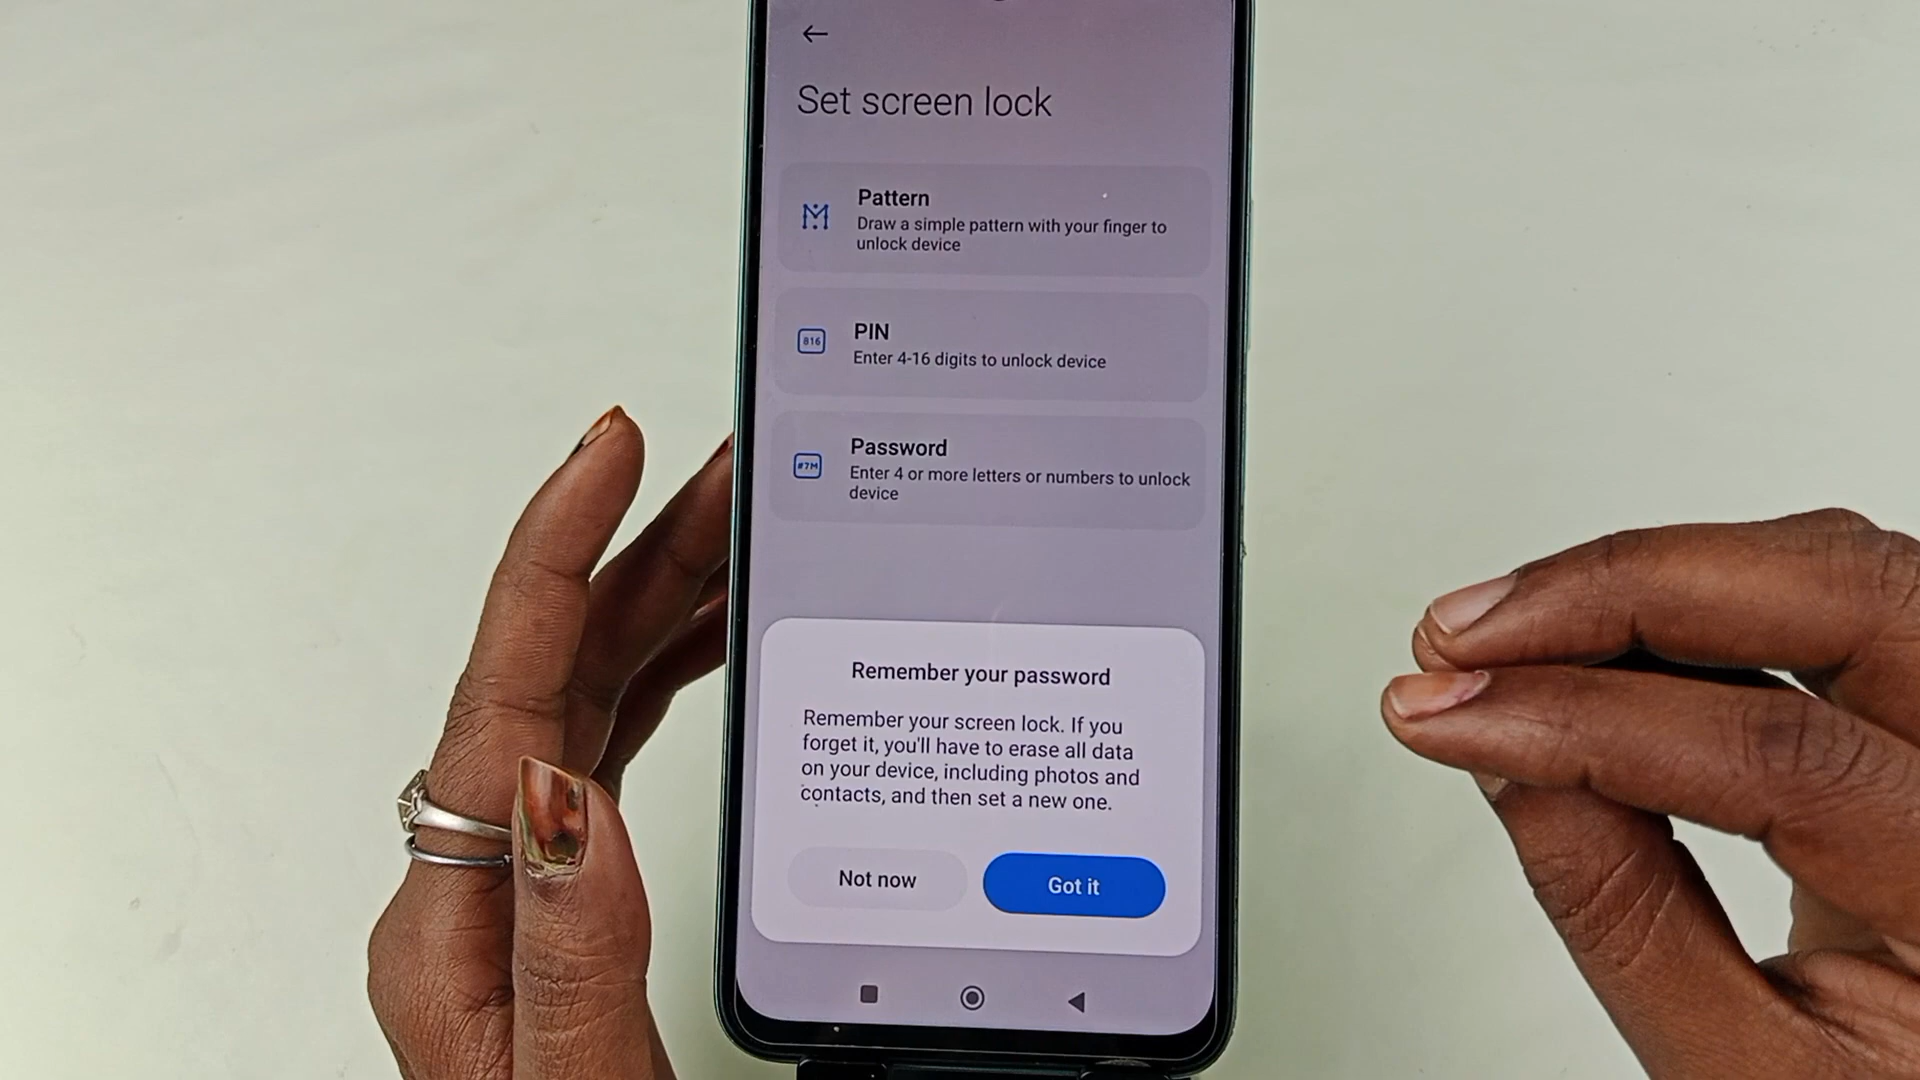 Set screen lock
Pattern
Draw a simple pattern with your finger to
unlock device
816
PIN
Enter 4-16 digits to unlock device
#7M
Password
Enter 4 or more letters or numbers to unlock
device
Remember your password
Remember your screen lock. If you
forget it, you'll have to erase all data
on your device, including photos and
contacts, and then set a new one.
Not now
Got it